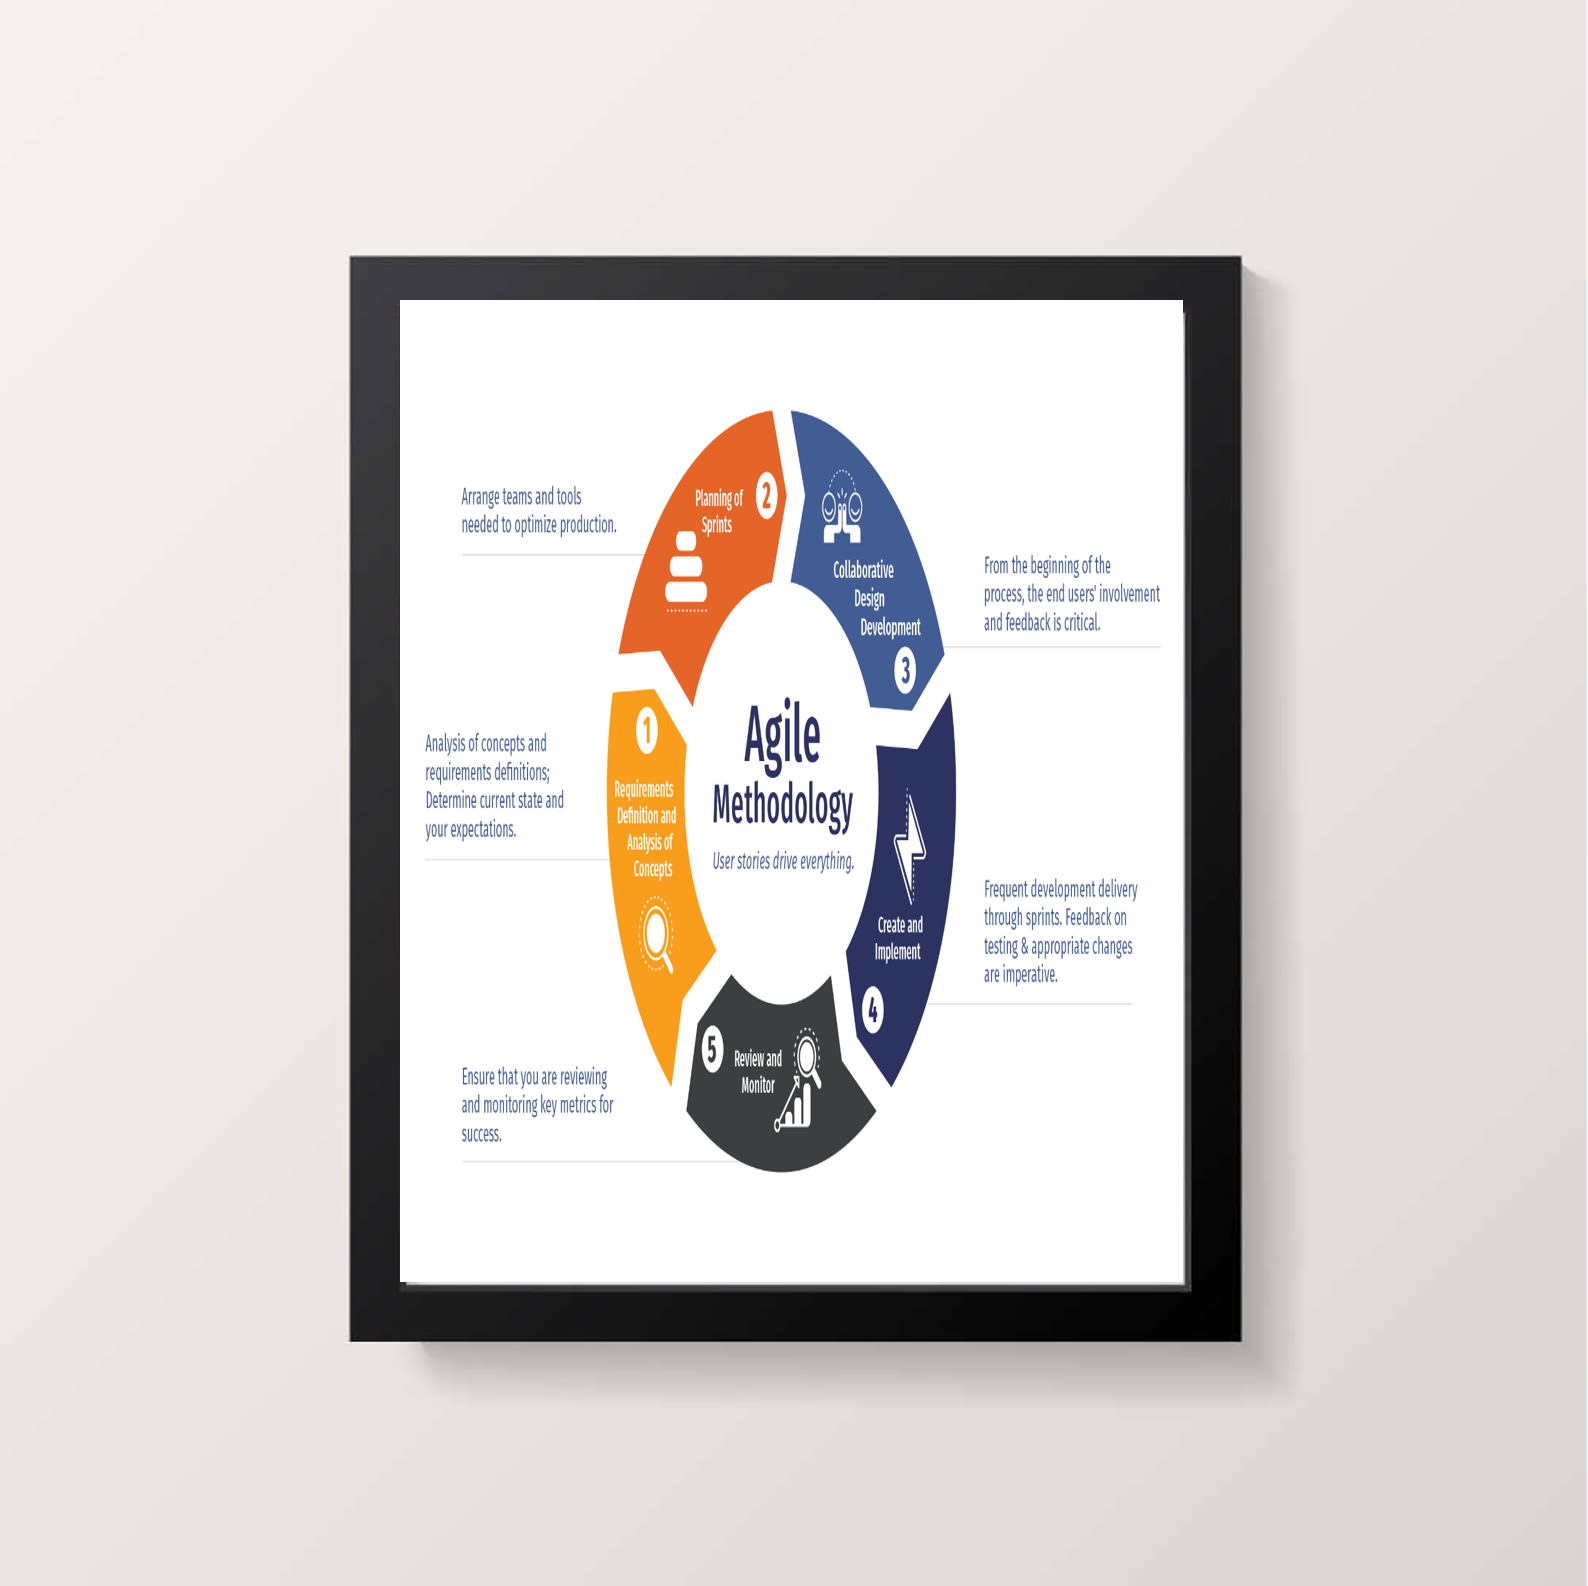 Agile
Methodology
User stories drive everything.
1
Requirements
Definition and
Analysis of
Concepts
Analysis of concepts and
requirements definitions;
Determine current state and
your expectations.
2
Planning of
Sprints
Arrange teams and tools
needed to optimize production.
Collaborative
Design
Development
3
From the beginning of the
process, the end users' involvement
and feedback is critical.
Create and
Implement
4
Frequent development delivery
through sprints. Feedback on
testing & appropriate changes
are imperative.
5
Review and
Monitor
Ensure that you are reviewing
and monitoring key metrics for
success.